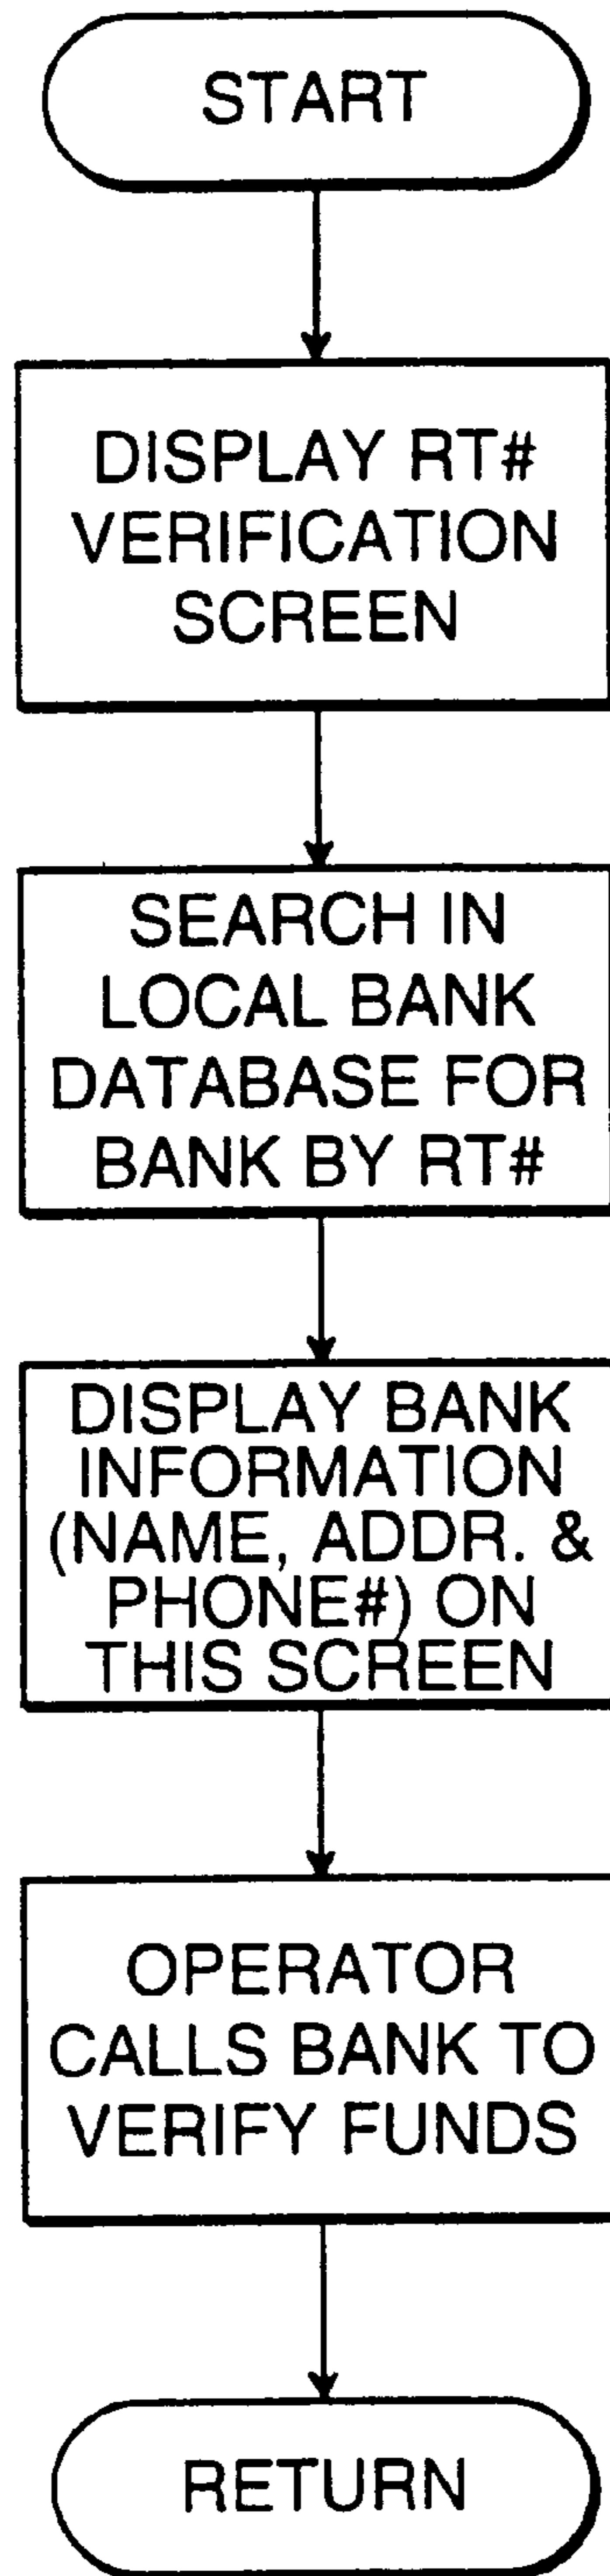 START
DISPLAY RT#
VERIFICATION
SCREEN
SEARCH IN
LOCAL BANK
DATABASE FOR
BANK BY RT#
DISPLAY BANK
INFORMATION
(NAME, ADDR. &
PHONE#) ON
THIS SCREEN
OPERATOR
CALLS BANK TO
VERIFY FUNDS
RETURN